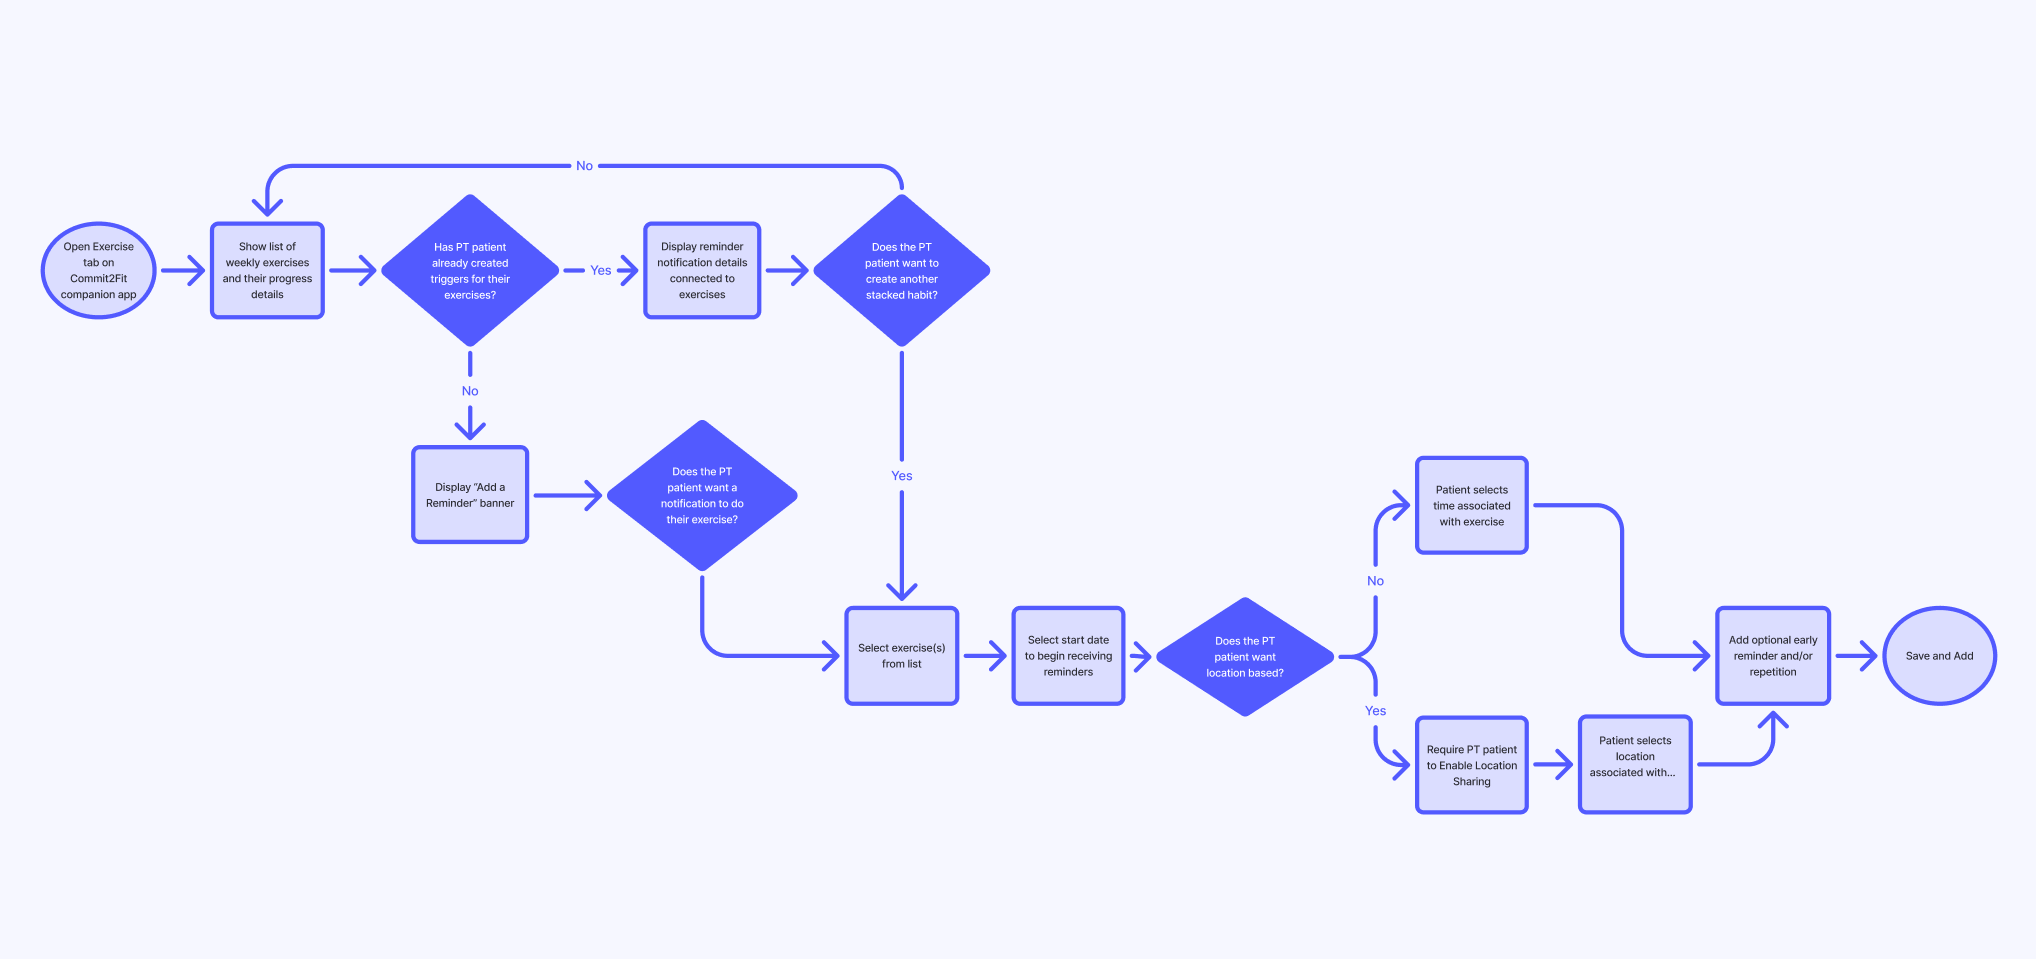 No
Open Exercise
tab on
Commit2Fit
companion app
Show list of
weekly exercises
and their progress
details
Has PT patient
already created
triggers for their
exercises?
Yes
Display reminder
notification details
connected to
exercises
Does the PT
patient want to
create another
stacked habit?
No
Yes
Display “Add a
Reminder” banner
Does the PT
patient want a
notification to do
their exercise?
Select exercise(s)
from list
Select start date
to begin receiving
reminders
Does the PT
patient want
location based?
No
Patient selects
time associated
with exercise
Yes
Require PT patient
to Enable Location
Sharing
Patient selects
location
associated with...
Add optional early
reminder and/or
repetition
Save and Add